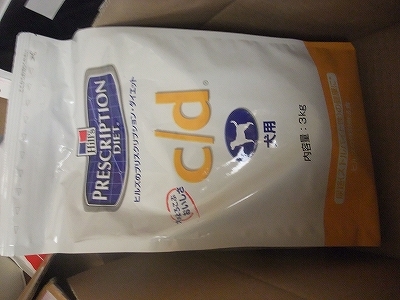 Hill's
PRESCRIPTION
DIET
ヒルズのプリスクリプション・ダイエット
c/d
®
犬用
内容量：3kg